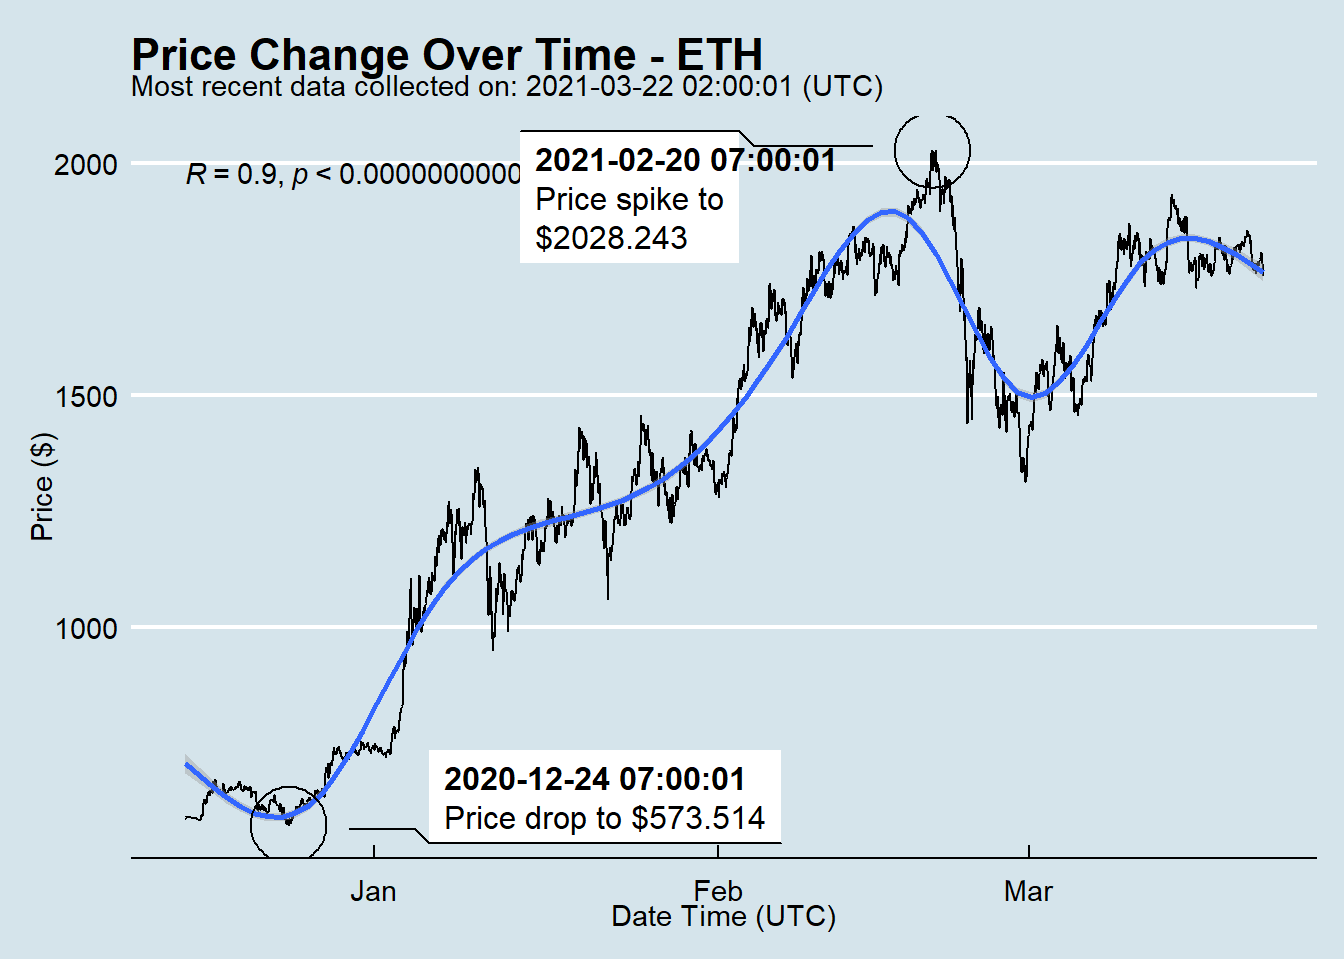 Price Change Over Time - ETH
Most recent data collected on: 2021-03-22 02:00:01 (UTC)
2021-02-20 07:00:01
Price spike to
$2028.243
R = 0.9, p < 0.0000000000
2000
1500
1000
Price ($)
2020-12-24 07:00:01
Price drop to $573.514
Jan
Feb
Mar
Date Time (UTC)